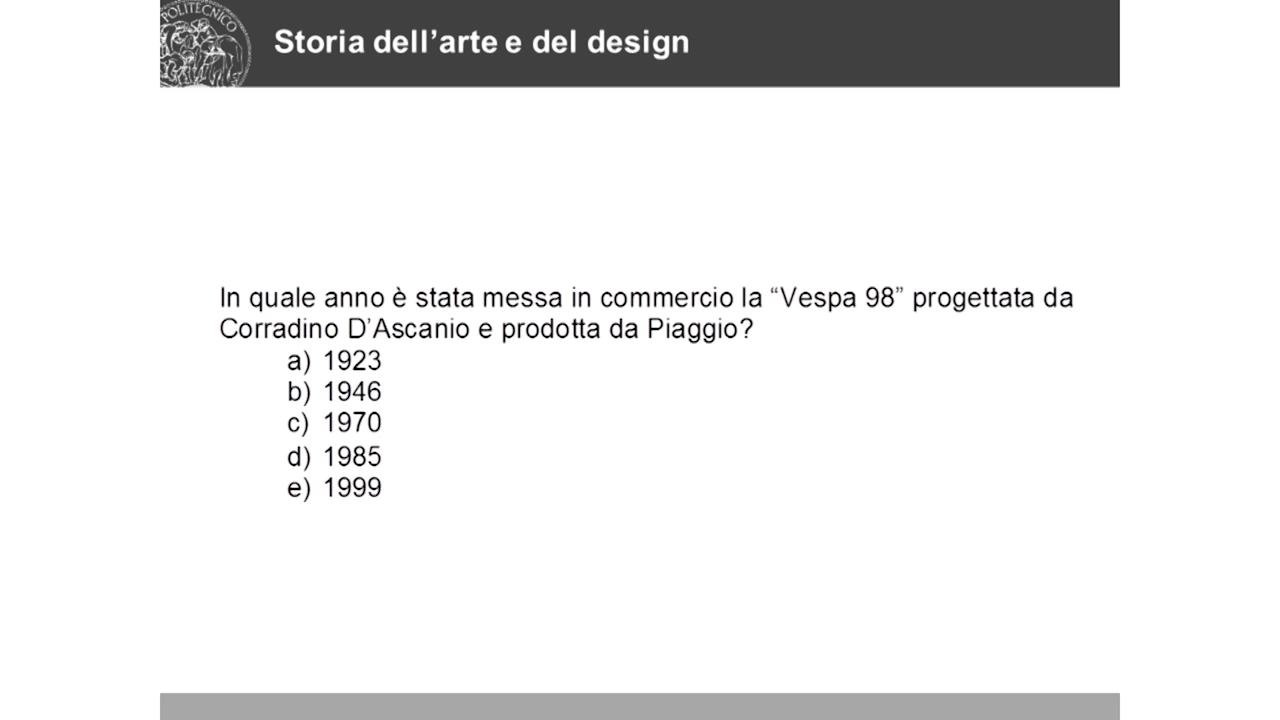 POLITECNICO
Storia dell’arte e del design
In quale anno è stata messa in commercio la “Vespa 98” progettata da
Corradino D’Ascanio e prodotta da Piaggio?
a) 1923
b) 1946
c) 1970
d) 1985
e) 1999